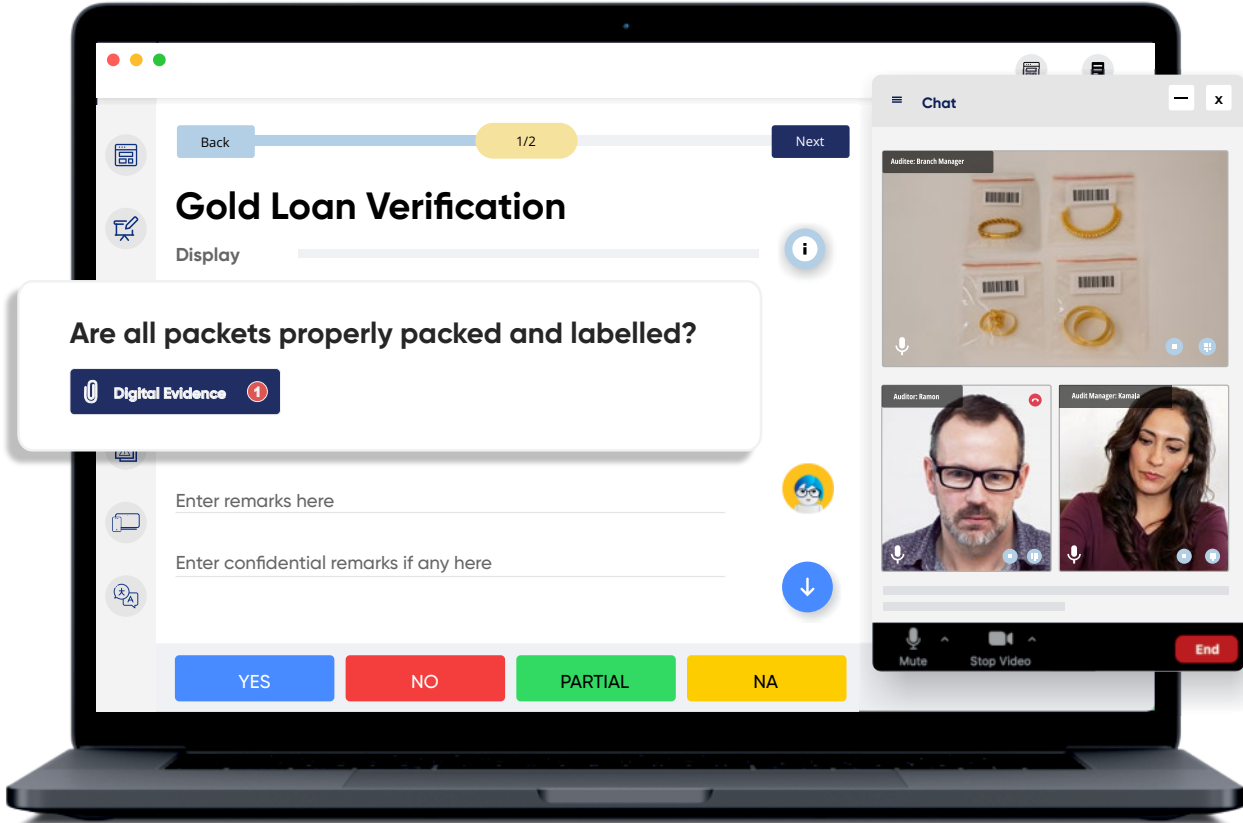 Back
1/2
Next
Gold Loan Verification
Display
i
Are all packets properly packed and labelled?
Digital Evidence 1
Enter remarks here
Enter confidential remarks if any here
YES
NO
PARTIAL
NA
Chat
x
Auditee: Branch Manager
Auditor: Ramon
Audit Manager: Kamala
Mute
Stop Video
End